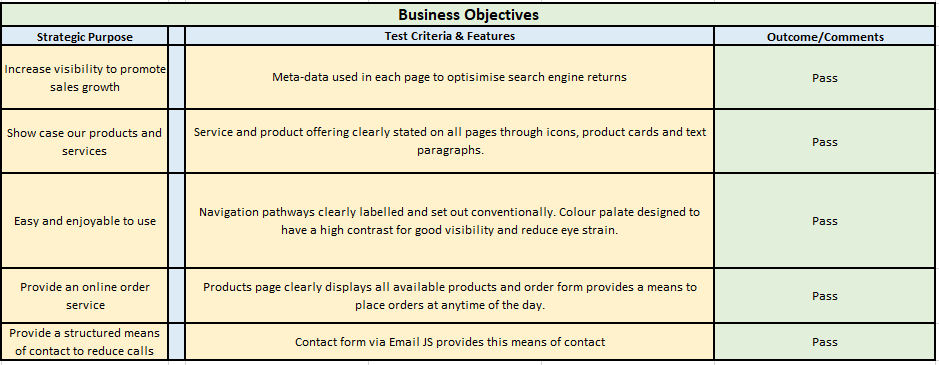 Business Objectives
Strategic Purpose
Test Criteria & Features
Outcome/Comments
Increase visibility to promote
sales growth
Meta-data used in each page to optisimise search engine returns
Pass
Show case our products and
services
Service and product offering clearly stated on all pages through icons, product cards and text
paragraphs.
Pass
Easy and enjoyable to use
Navigation pathways clearly labelled and set out conventionally. Colour palate designed to
have a high contrast for good visibility and reduce eye strain.
Pass
Provide an online order
service
Products page clearly displays all available products and order form provides a means to
place orders at anytime of the day.
Pass
Provide a structured means
of contact to reduce calls
Contact form via Email JS provides this means of contact
Pass